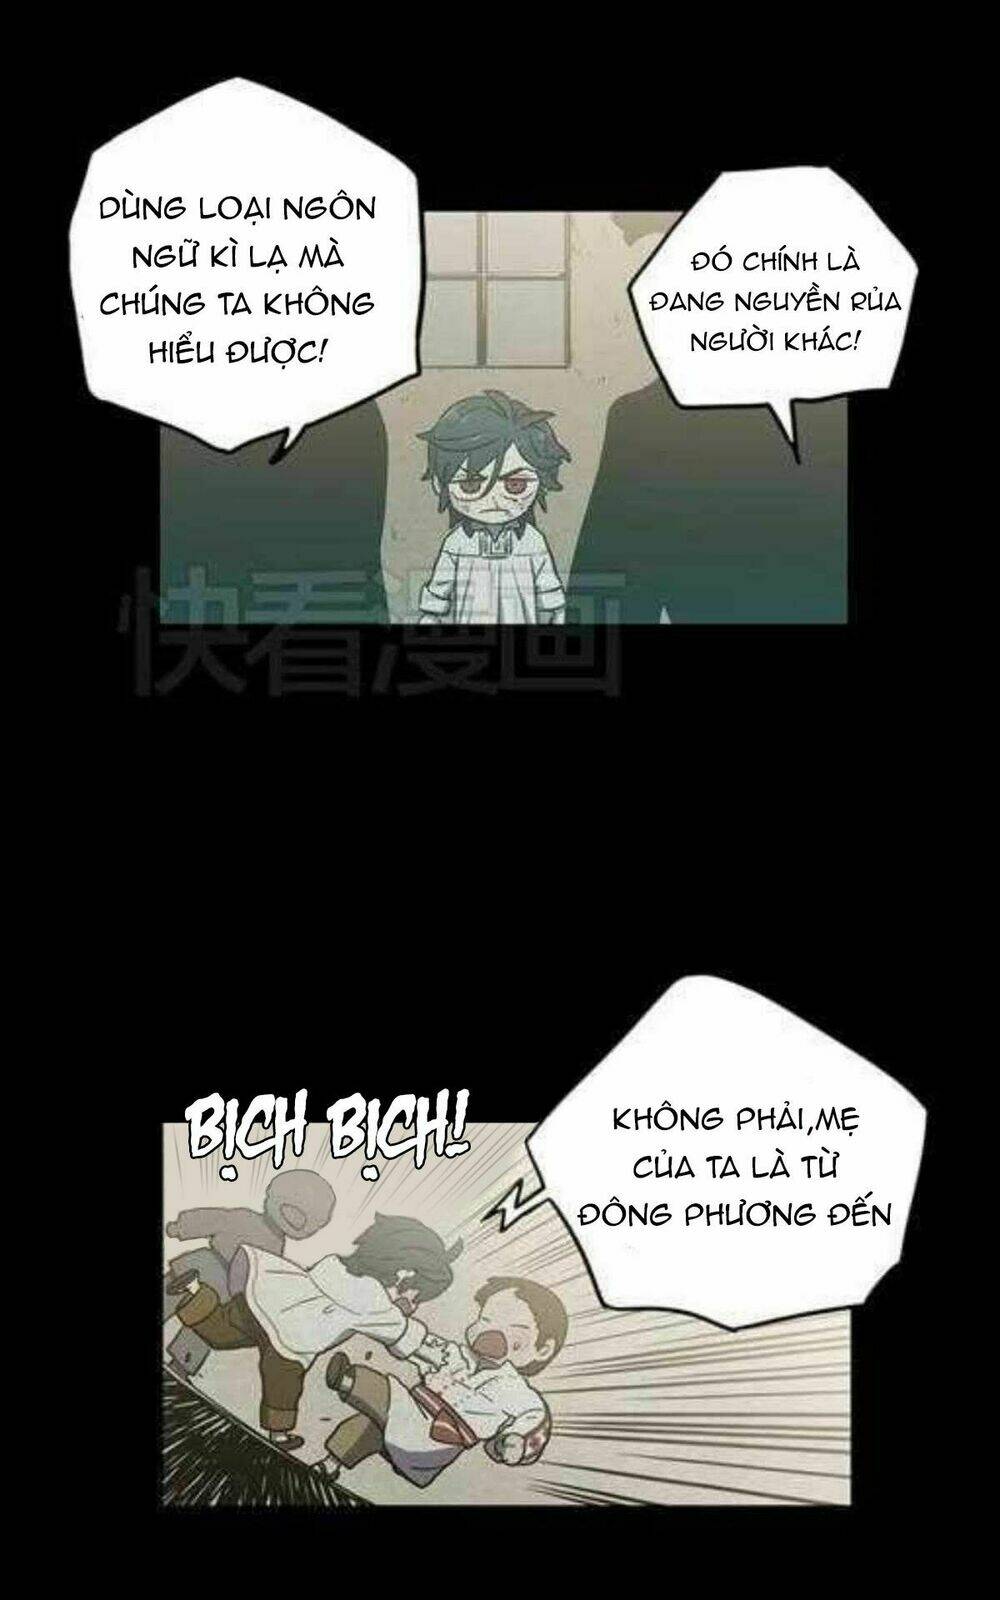 DÙNG LOẠI NGÔN
NGỮ KÌ LẠ MÀ
CHÚNG TA KHÔNG
HIỂU ĐƯỢC!
ĐÓ CHÍNH LÀ
ĐANG NGUYỀN RỦA
NGƯỜI KHÁC!
快看漫画
BỊCH BỊCH!
KHÔNG PHẢI,MẸ
CỦA TA LÀ TỪ
ĐÔNG PHƯƠNG ĐẾN